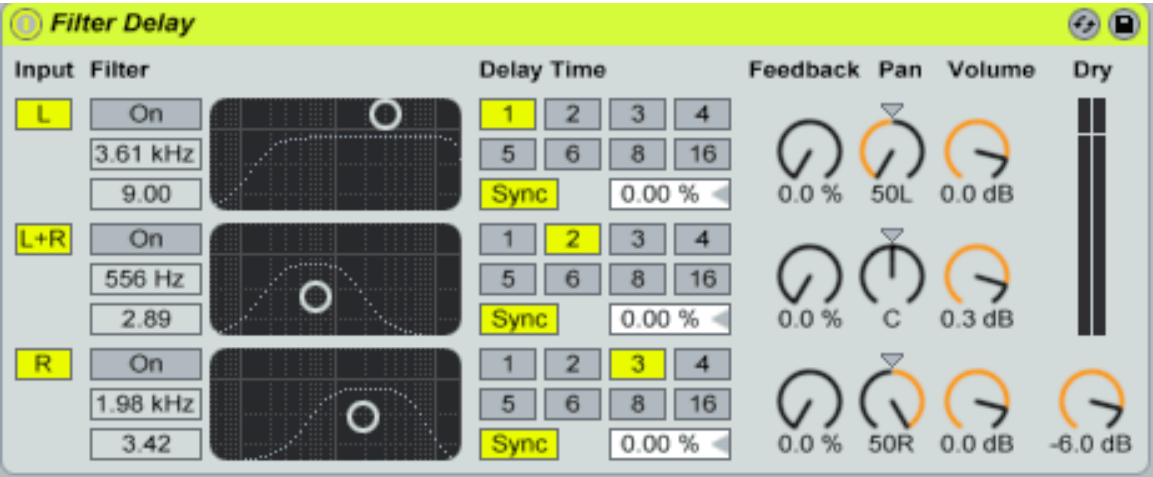 Filter Delay
Input Filter Delay Time Feedback Pan Volume Dry
L On 1 2 3 4
3.61 kHz 5 6 8 16
9.00 Sync 0.00 % 0.0 % 50L 0.0 dB
L+R On 1 2 3 4
556 Hz 5 6 8 16
2.89 Sync 0.00 % 0.0 % C 0.3 dB
R On 1 2 3 4
1.98 kHz 5 6 8 16
3.42 Sync 0.00 % 0.0 % 50R 0.0 dB -6.0 dB